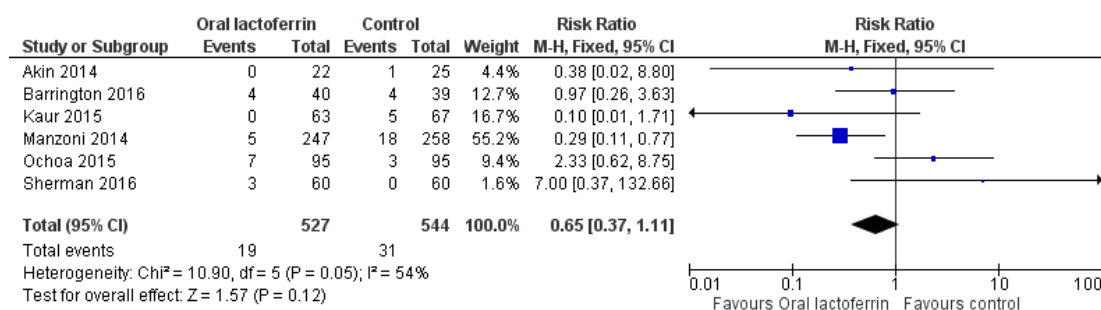 Oral lactoferrin Control Risk Ratio Risk Ratio
Study or Subgroup Events Total Events Total Weight M-H, Fixed, 95% CI M-H, Fixed, 95% CI
Akin 2014 0 22 1 25 4.4% 0.38 [0.02, 8.80]
Barrington 2016 4 40 4 39 12.7% 0.97 [0.26, 3.63]
Kaur 2015 0 63 5 67 16.7% 0.10 [0.01, 1.71]
Manzoni 2014 5 247 18 258 55.2% 0.29 [0.11, 0.77]
Ochoa 2015 7 95 3 95 9.4% 2.33 [0.62, 8.75]
Sherman 2016 3 60 0 60 1.6% 7.00 [0.37, 132.66]
Total (95% CI) 527 544 100.0% 0.65 [0.37, 1.11]
Total events 19 31
Heterogeneity: Chi² = 10.90, df = 5 (P = 0.05); I² = 54%
Test for overall effect: Z = 1.57 (P = 0.12)
0.01 0.1 1 10 100
Favours Oral lactoferrin Favours control